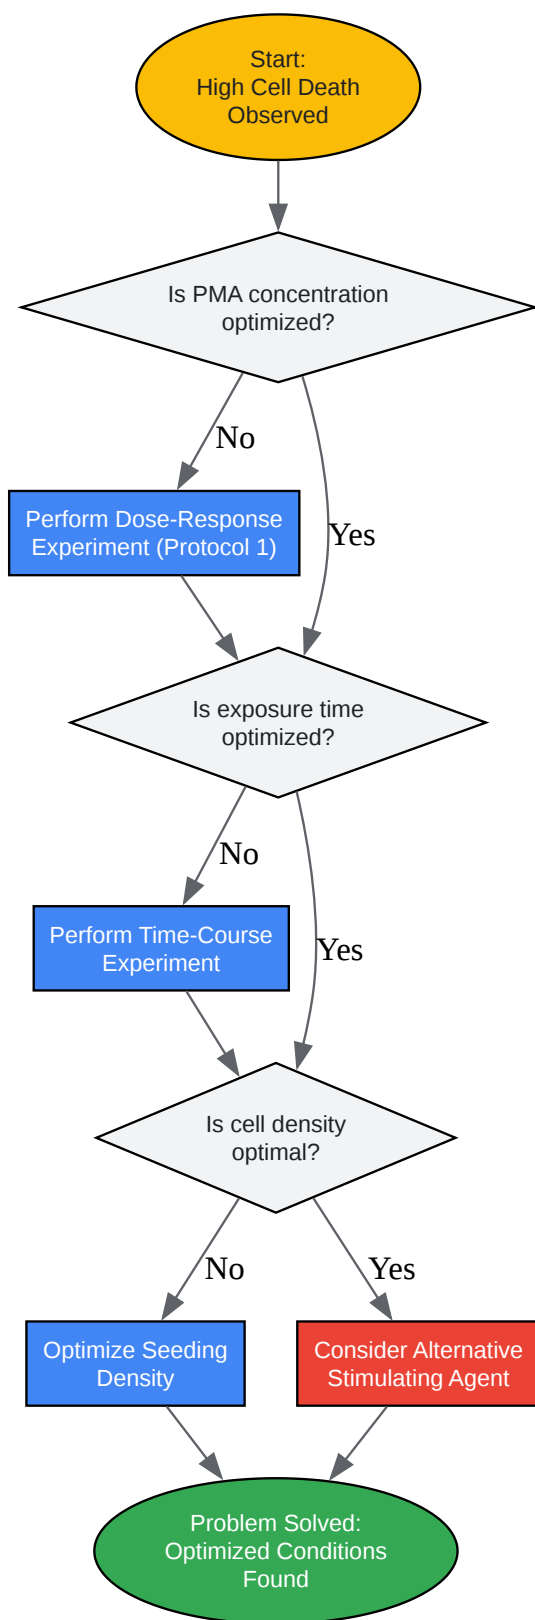 Start:
High Cell Death
Observed
Is PMA concentration
optimized?
No
Perform Dose-Response
Experiment (Protocol 1)
Yes
Is exposure time
optimized?
No
Perform Time-Course
Experiment
Yes
Is cell density
optimal?
No
Yes
Optimize Seeding
Density
Consider Alternative
Stimulating Agent
Problem Solved:
Optimized Conditions
Found